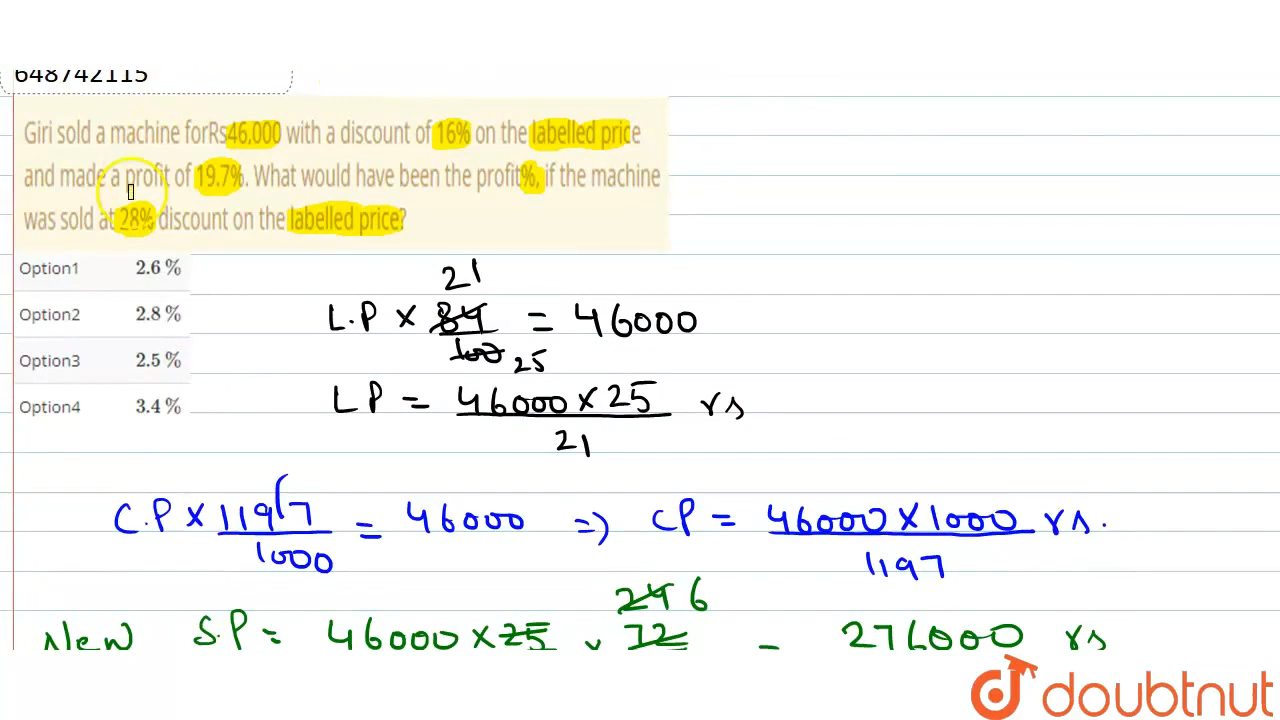 648742115
Giri sold a machine forRs46,000 with a discount of 16% on the labelled price
and made a profit of 19.7%. What would have been the profit%, if the machine
was sold at 28% discount on the labelled price?
Option1 2.6 %
Option2 2.8 %
Option3 2.5 %
Option4 3.4 %
21
L.P × 84 = 46000
100 25
LP = 46000 × 25 rs
21
C.P × 1197 = 46000 => CP = 46000 × 1000 rs.
1000 1197
24 6
New S.P = 46000 × 25 × 72 = 276000 rs
doubtnut